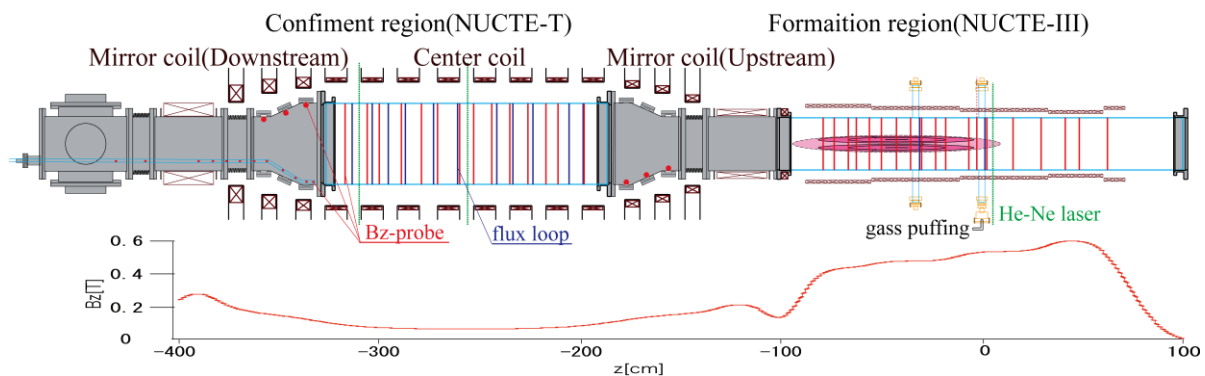 Confiment region(NUCTE-T) Formaition region(NUCTE-III)
Mirror coil(Downstream) Center coil Mirror coil(Upstream)
He-Ne laser
Bz-probe flux loop gass puffing
0. 6
0. 4
0. 2
0
Bz[T]
-400 -300 -200 -100 0 100
z[cm]